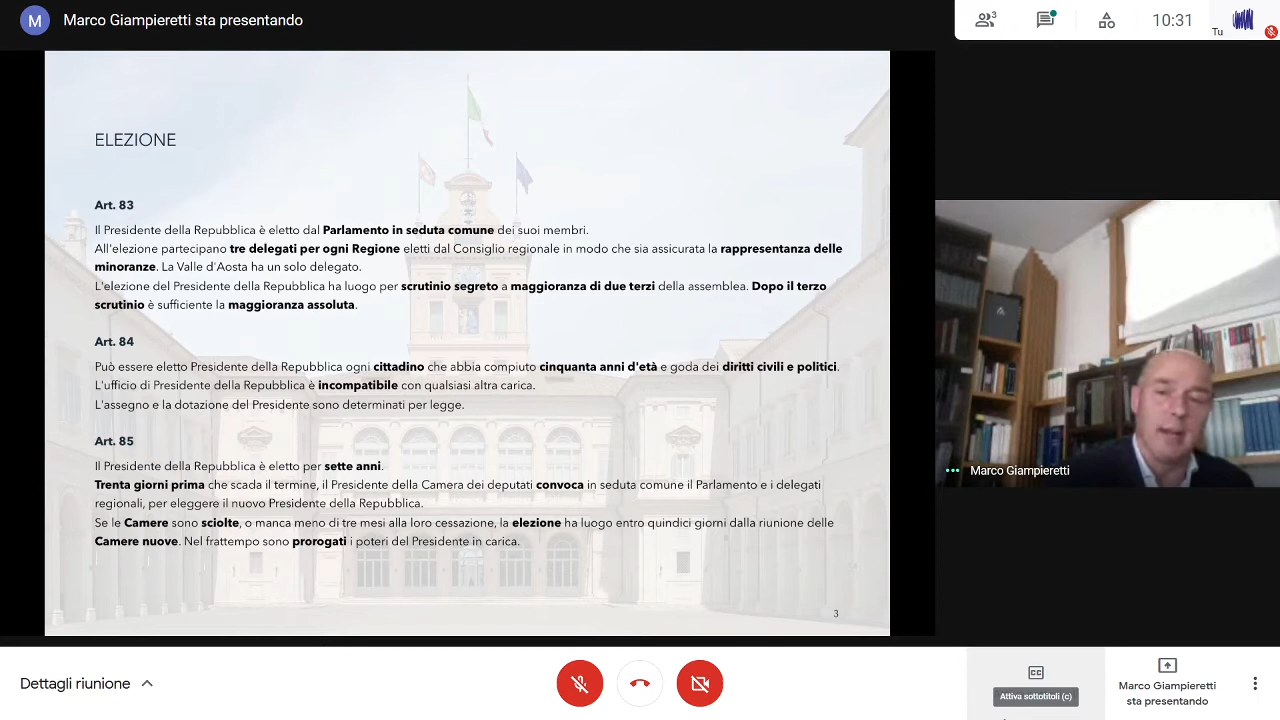 M Marco Giampieretti sta presentando
3
10:31
Tu
ELEZIONE
Art. 83
Il Presidente della Repubblica è eletto dal Parlamento in seduta comune dei suoi membri.
All'elezione partecipano tre delegati per ogni Regione eletti dal Consiglio regionale in modo che sia assicurata la rappresentanza delle
minoranze. La Valle d'Aosta ha un solo delegato.
L'elezione del Presidente della Repubblica ha luogo per scrutinio segreto a maggioranza di due terzi della assemblea. Dopo il terzo
scrutinio è sufficiente la maggioranza assoluta.
Art. 84
Può essere eletto Presidente della Repubblica ogni cittadino che abbia compiuto cinquanta anni d'età e goda dei diritti civili e politici.
L'ufficio di Presidente della Repubblica è incompatibile con qualsiasi altra carica.
L'assegno e la dotazione del Presidente sono determinati per legge.
Art. 85
Il Presidente della Repubblica è eletto per sette anni.
Trenta giorni prima che scada il termine, il Presidente della Camera dei deputati convoca in seduta comune il Parlamento e i delegati
regionali, per eleggere il nuovo Presidente della Repubblica.
Se le Camere sono sciolte, o manca meno di tre mesi alla loro cessazione, la elezione ha luogo entro quindici giorni dalla riunione delle
Camere nuove. Nel frattempo sono prorogati i poteri del Presidente in carica.
3
Marco Giampieretti
Dettagli riunione
CC
Attiva sottotitoli (c)
Marco Giampieretti
sta presentando